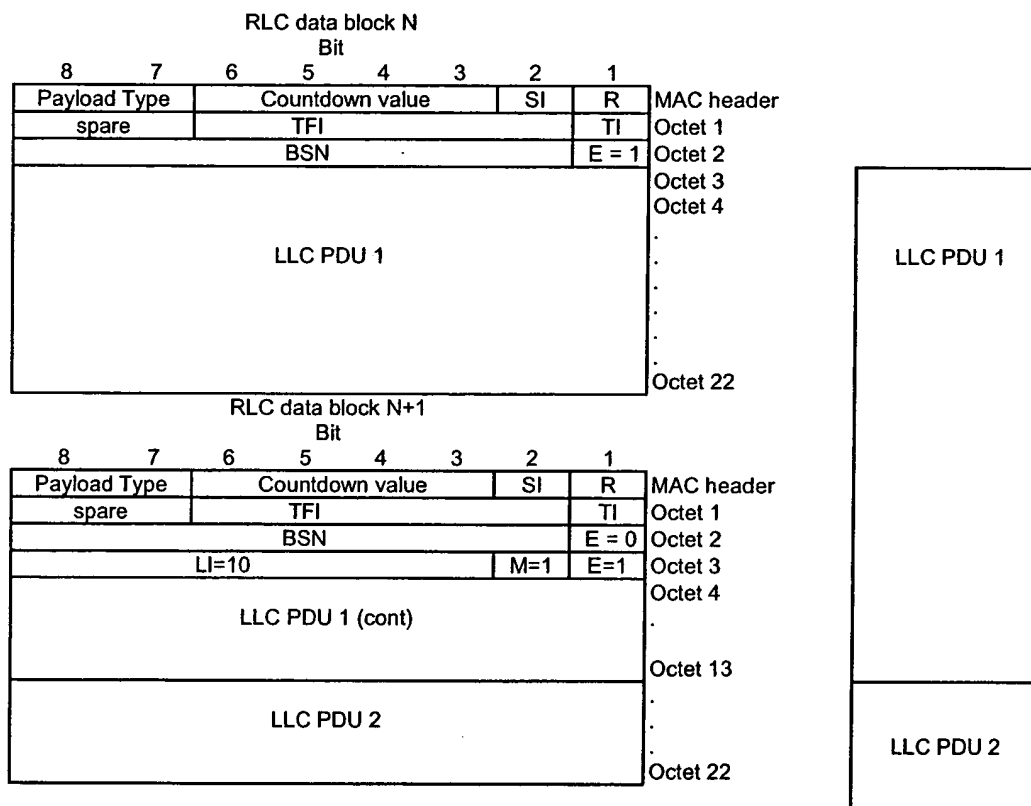 RLC data block N
Bit
8 7 6 5 4 3 2 1
Payload Type Countdown value SI R MAC header
spare TFI TI Octet 1
BSN E = 1 Octet 2
Octet 3
Octet 4
LLC PDU 1
.
.
.
.
.
Octet 22
LLC PDU 1
RLC data block N+1
Bit
8 7 6 5 4 3 2 1
Payload Type Countdown value SI R MAC header
spare TFI TI Octet 1
BSN E = 0 Octet 2
LI=10 M=1 E=1 Octet 3
Octet 4
LLC PDU 1 (cont)
.
Octet 13
LLC PDU 2
.
.
.
Octet 22
LLC PDU 2